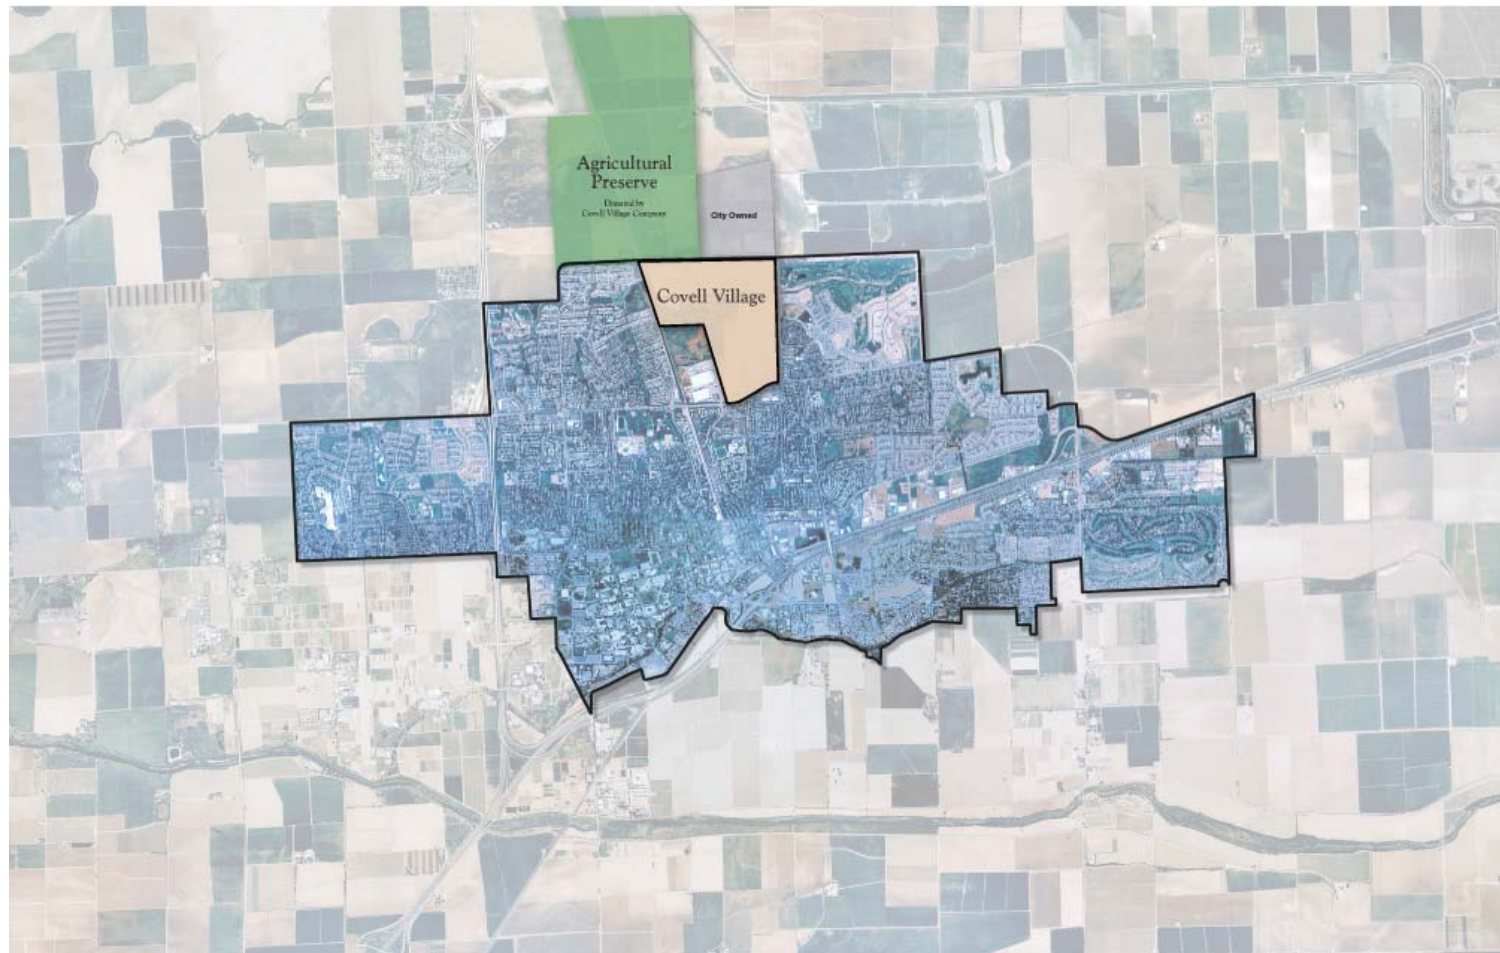 Agricultural
Preserve
Donated by
Covell Village Company
City Owned
Covell Village